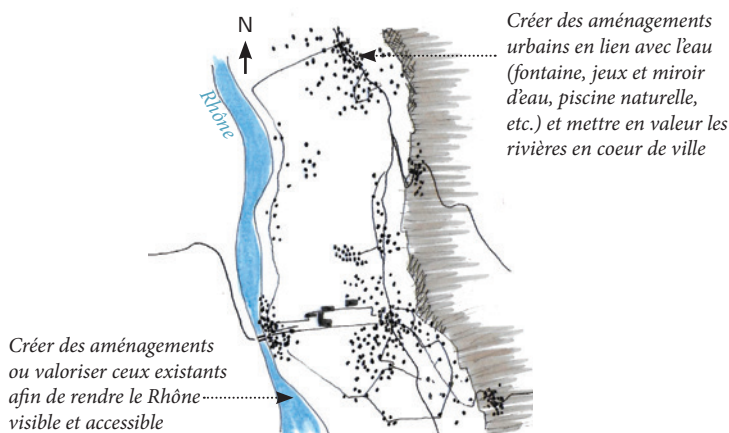 N
Rhône
Créer des aménagements
urbains en lien avec l'eau
(fontaine, jeux et miroir
d'eau, piscine naturelle,
etc.) et mettre en valeur les
rivières en coeur de ville
Créer des aménagements
ou valoriser ceux existants
afin de rendre le Rhône
visible et accessible